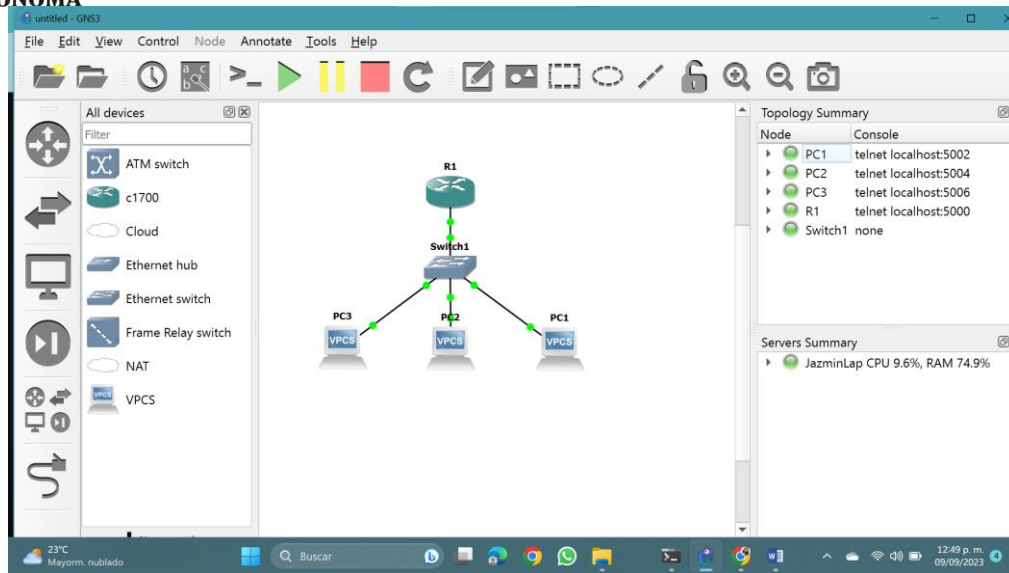 untitled - GNS3
File Edit View Control Node Annotate Tools Help
All devices
Filter
ATM switch
c1700
Cloud
Ethernet hub
Ethernet switch
Frame Relay switch
NAT
VPCS
R1
Switch1
PC3
PC2
PC1
VPCS
VPCS
VPCS
Topology Summary
Node Console
PC1 telnet localhost:5002
PC2 telnet localhost:5004
PC3 telnet localhost:5006
R1 telnet localhost:5000
Switch1 none
Servers Summary
JazminLap CPU 9.6%, RAM 74.9%
23°C
Mayorm. nublado
Buscar
12:49 p. m.
09/09/2023
4